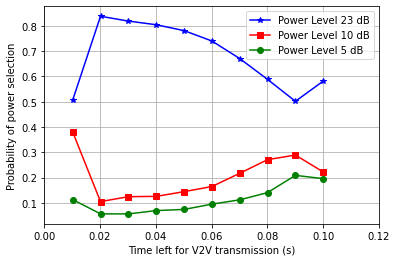 Power Level 23 dB
Power Level 10 dB
Power Level 5 dB
Probability of power selection
0.8
0.7
0.6
0.5
0.4
0.3
0.2
0.1
0.00 0.02 0.04 0.06 0.08 0.10 0.12
Time left for V2V transmission (s)